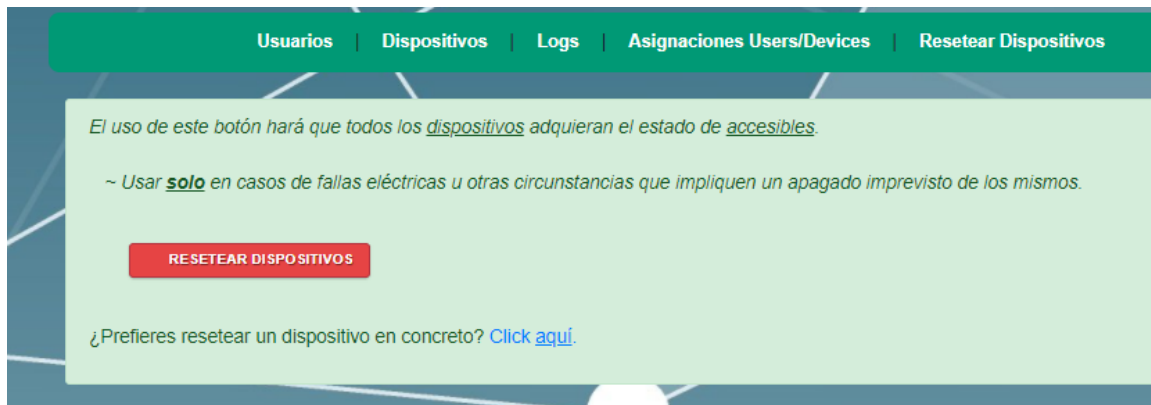 Usuarios | Dispositivos | Logs | Asignaciones Users/Devices | Resetear Dispositivos
El uso de este botón hará que todos los dispositivos adquieran el estado de accesibles.
~ Usar solo en casos de fallas eléctricas u otras circunstancias que impliquen un apagado imprevisto de los mismos.
RESETEAR DISPOSITIVOS
¿Prefieres resetear un dispositivo en concreto? Click aquí.